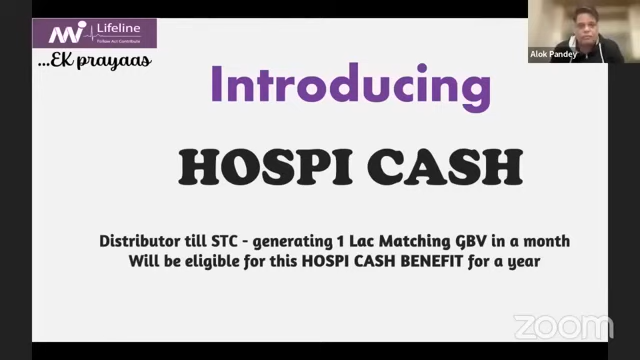 Mi Lifeline
Follow Act Contribute
...EK prayaas
Alok Pandey
Introducing
HOSPI CASH
Distributor till STC - generating 1 Lac Matching GBV in a month
Will be eligible for this HOSPI CASH BENEFIT for a year
zoom